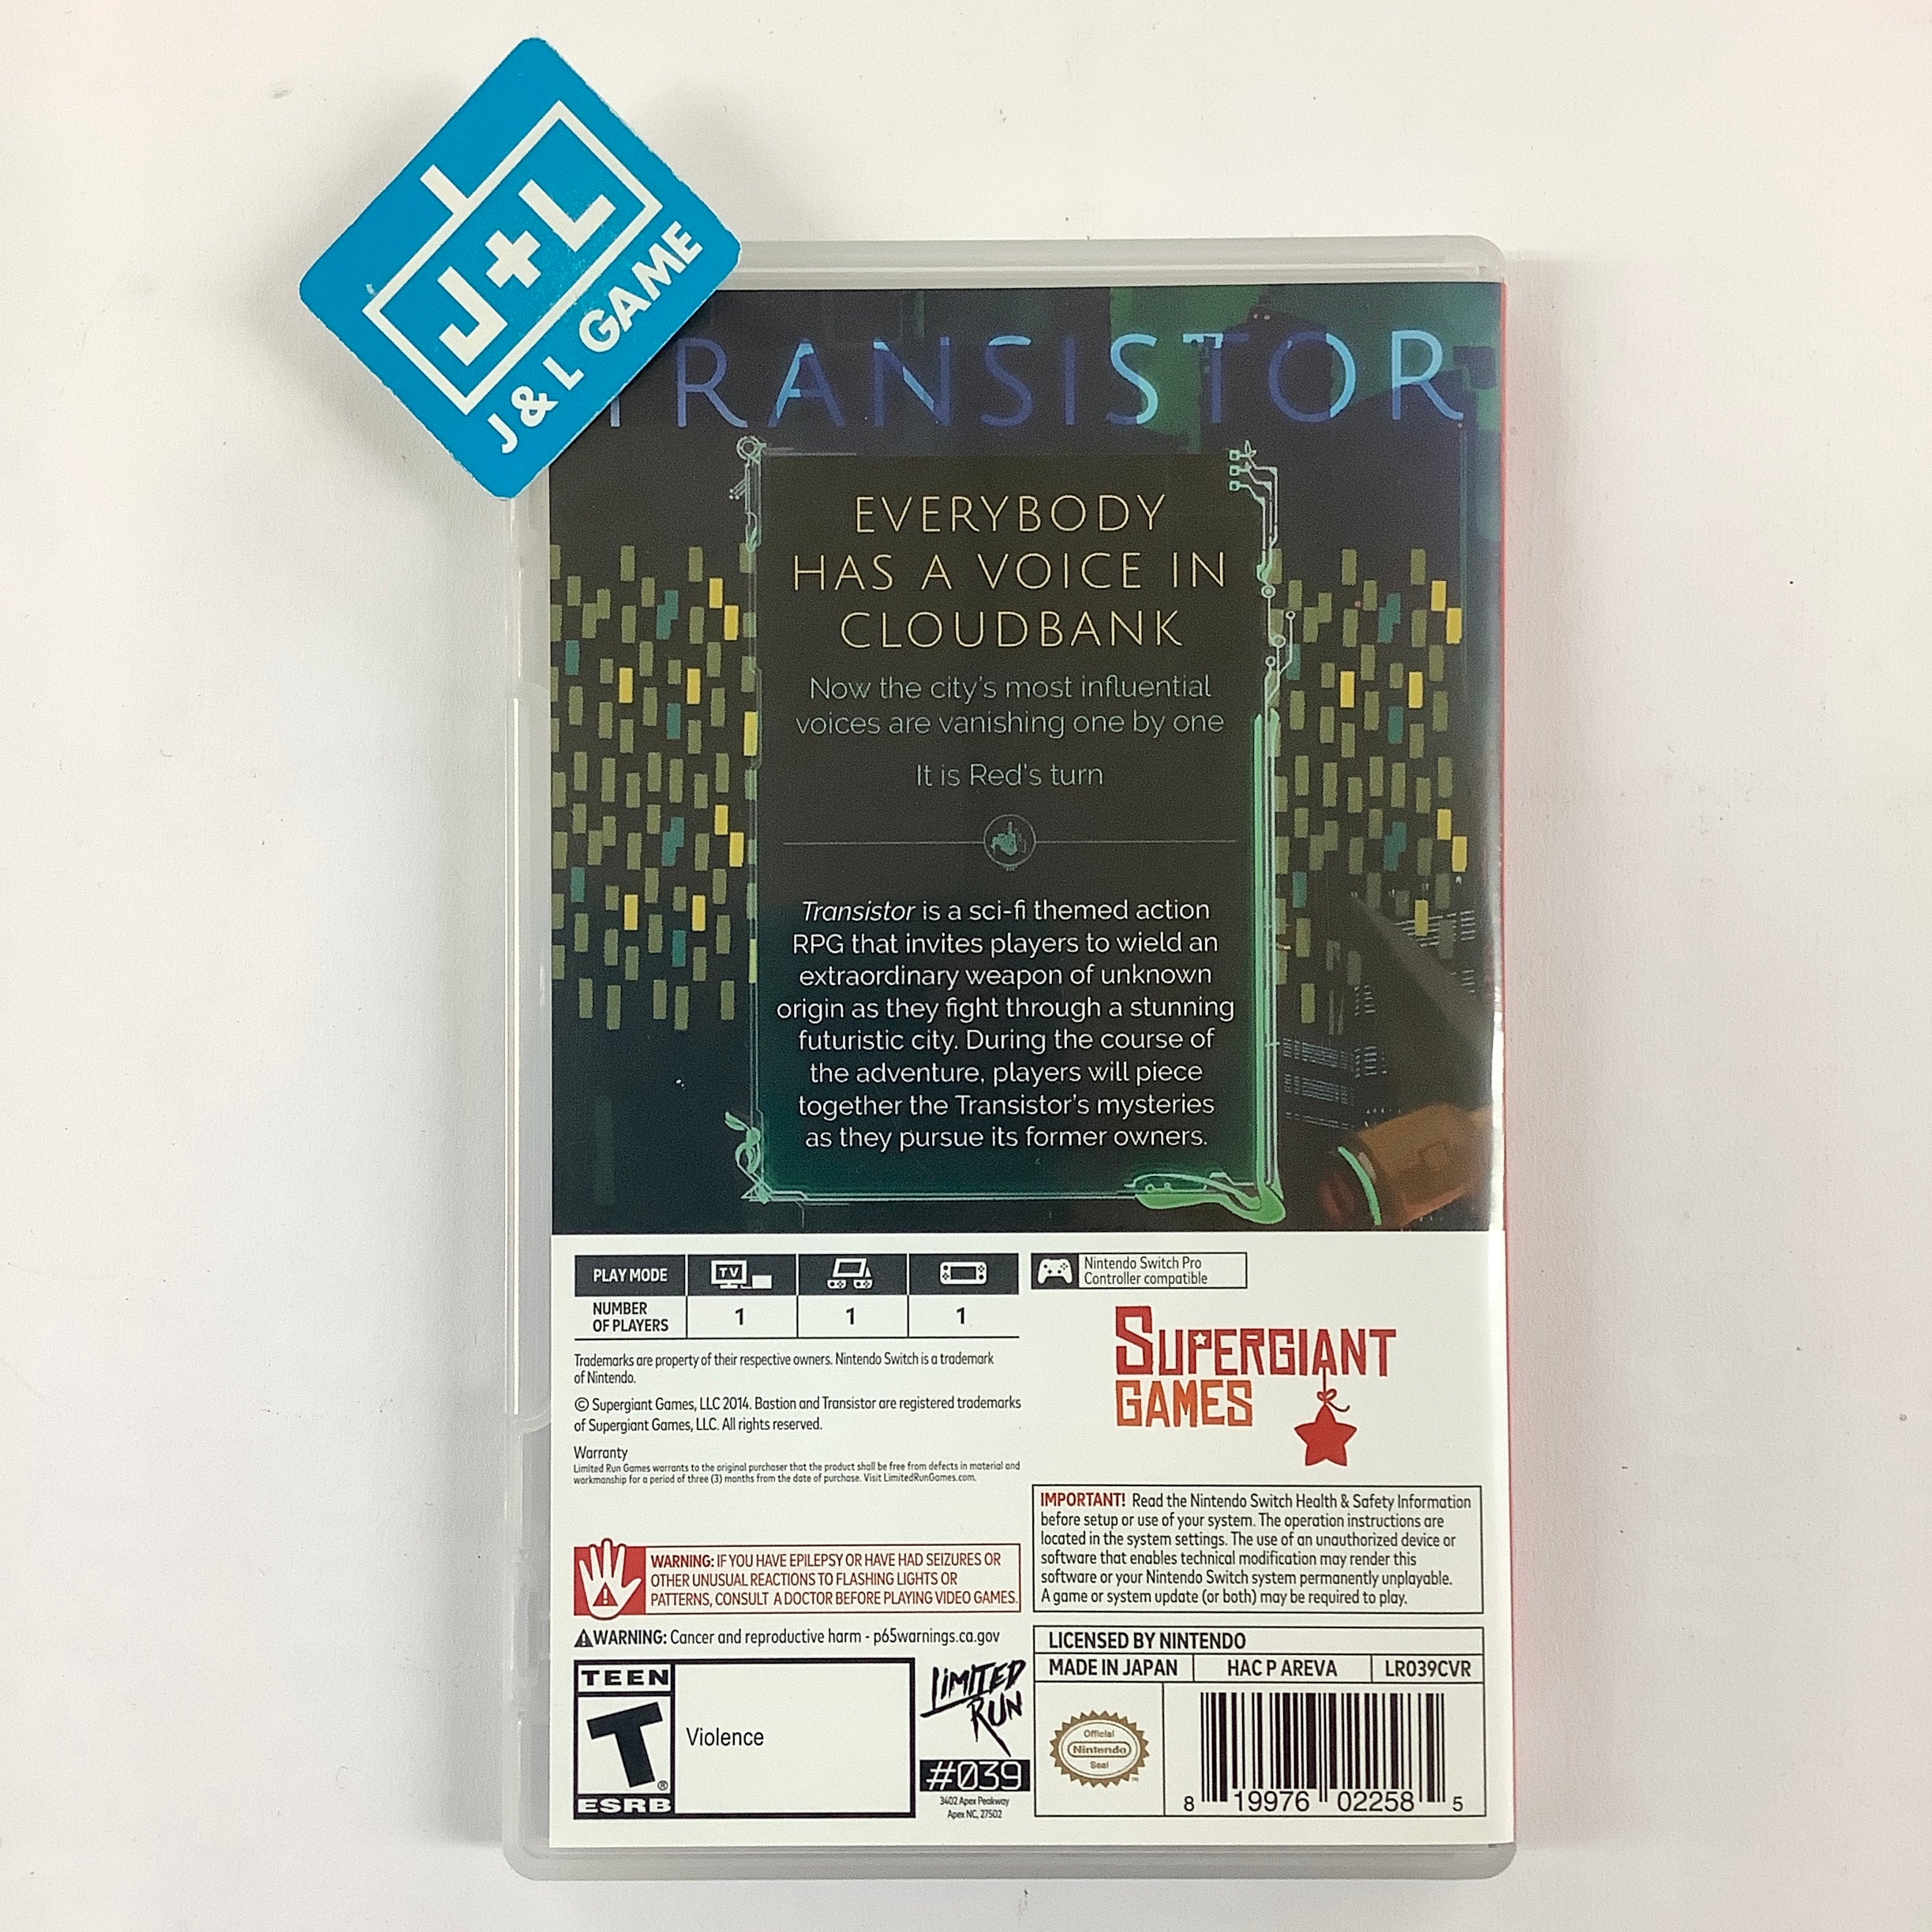 J+L
J & L GAME
TRANSISTOR
EVERYBODY
HAS A VOICE IN
CLOUDBANK
Now the city's most influential
voices are vanishing one by one
It is Red's turn
Transistor is a sci-fi themed action
RPG that invites players to wield an
extraordinary weapon of unknown
origin as they fight through a stunning
futuristic city. During the course of
the adventure, players will piece
together the Transistor's mysteries
as they pursue its former owners.
PLAY MODE
TV
NUMBER
OF PLAYERS
1 1 1
Nintendo Switch Pro
Controller compatible
Trademarks are property of their respective owners. Nintendo Switch is a trademark
of Nintendo.
© Supergiant Games, LLC 2014. Bastion and Transistor are registered trademarks
of Supergiant Games, LLC. All rights reserved.
Warranty
Limited Run Games warrants to the original purchaser that the product shall be free from defects in material and
workmanship for a period of three (3) months from the date of purchase. Visit LimitedRunGames.com.
SUPERGIANT
GAMES
WARNING: IF YOU HAVE EPILEPSY OR HAVE HAD SEIZURES OR
OTHER UNUSUAL REACTIONS TO FLASHING LIGHTS OR
PATTERNS, CONSULT A DOCTOR BEFORE PLAYING VIDEO GAMES.
IMPORTANT! Read the Nintendo Switch Health & Safety Information
before setup or use of your system. The operation instructions are
located in the system settings. The use of an unauthorized device or
software that enables technical modification may render this
software or your Nintendo Switch system permanently unplayable.
A game or system update (or both) may be required to play.
WARNING: Cancer and reproductive harm - p65warnings.ca.gov
TEEN
T
®
ESRB
Violence
LIMITED
RUN
#039
3402 Apex Peakway
Apex NC, 27502
LICENSED BY NINTENDO
MADE IN JAPAN HAC P AREVA LR039CVR
Official
Nintendo
Seal
TM
8 19976 02258 5